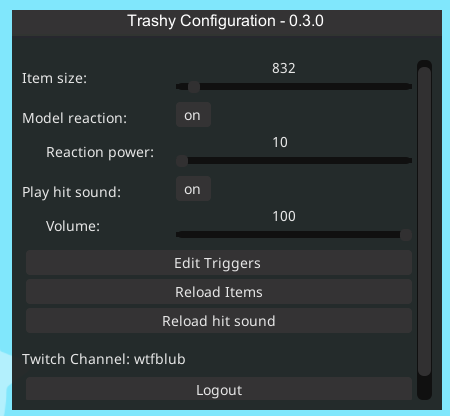 Trashy Configuration - 0.3.0
Item size:
832
Model reaction:
on
Reaction power:
10
Play hit sound:
on
Volume:
100
Edit Triggers
Reload Items
Reload hit sound
Twitch Channel: wtfblub
Logout